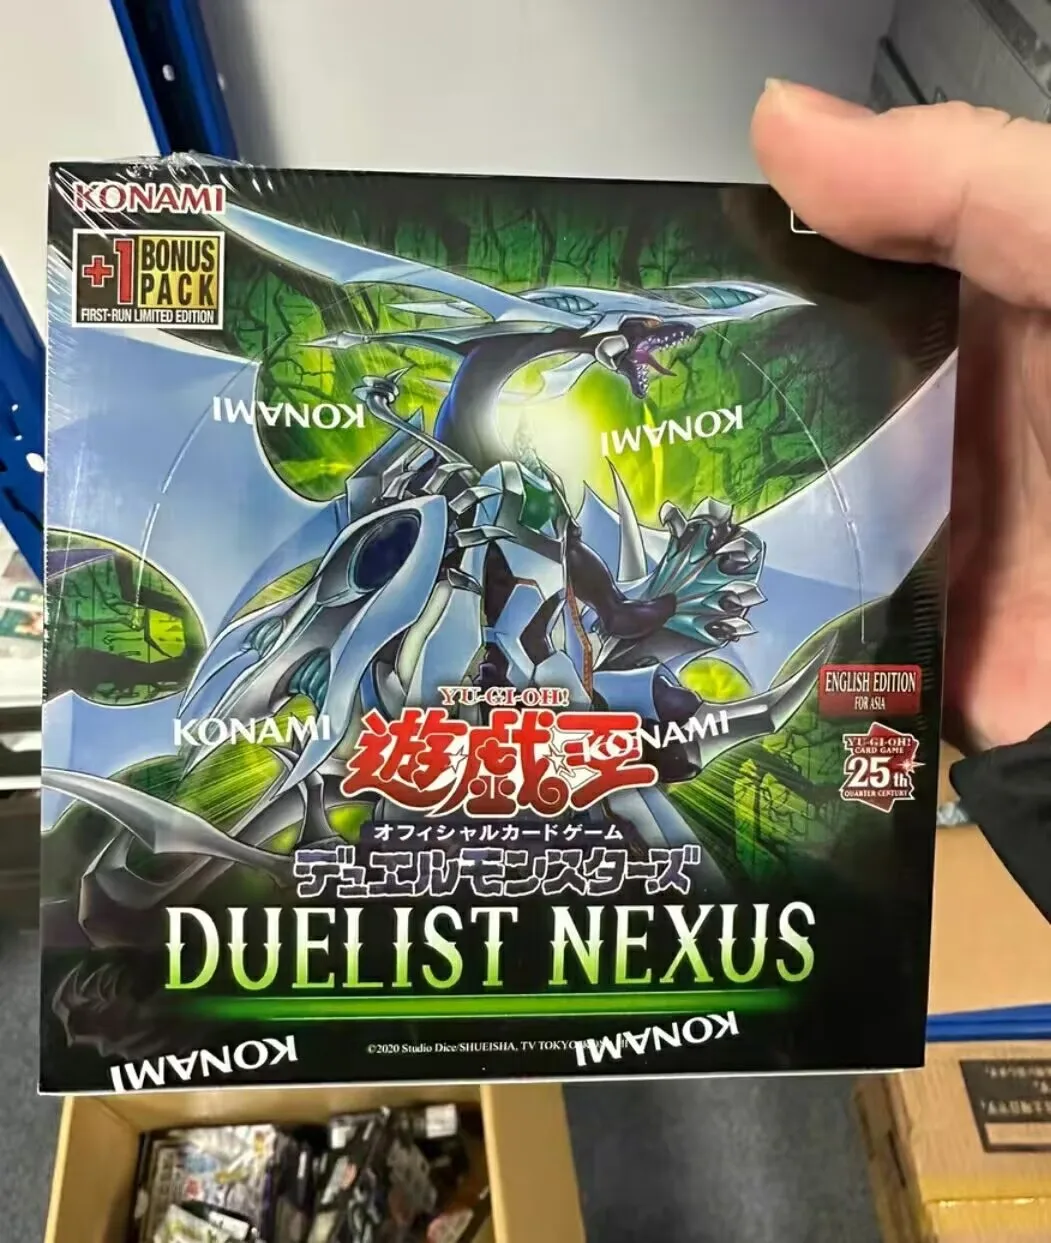 KONAMI
+1 BONUS PACK
FIRST-RUN LIMITED EDITION
KONAMI
KONAMI
ENGLISH EDITION
FOR ASIA
YU-GI-OH!
KONAMI
遊戯王
KONAMI
YU-GI-OH!
CARD GAME
25th
QUARTER CENTURY
オフィシャルカードゲーム
デュエルモンスターズ
DUELIST NEXUS
KONAMI
KONAMI
©2020 Studio Dice/SHUEISHA, TV TOKYO